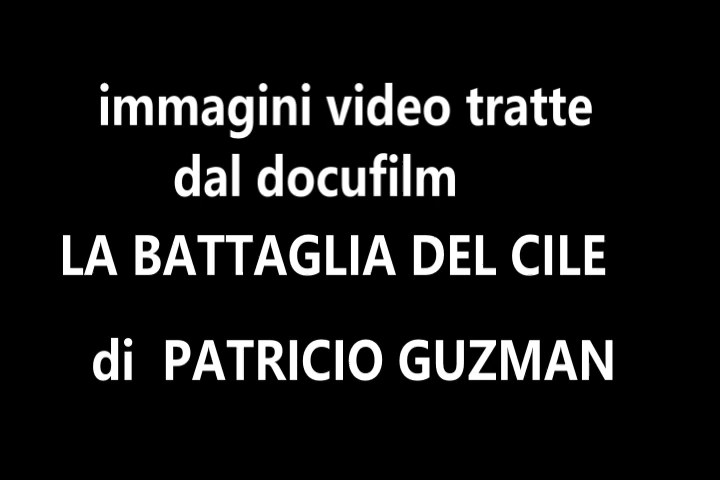 immagini video tratte
dal docufilm
LA BATTAGLIA DEL CILE
di PATRICIO GUZMAN